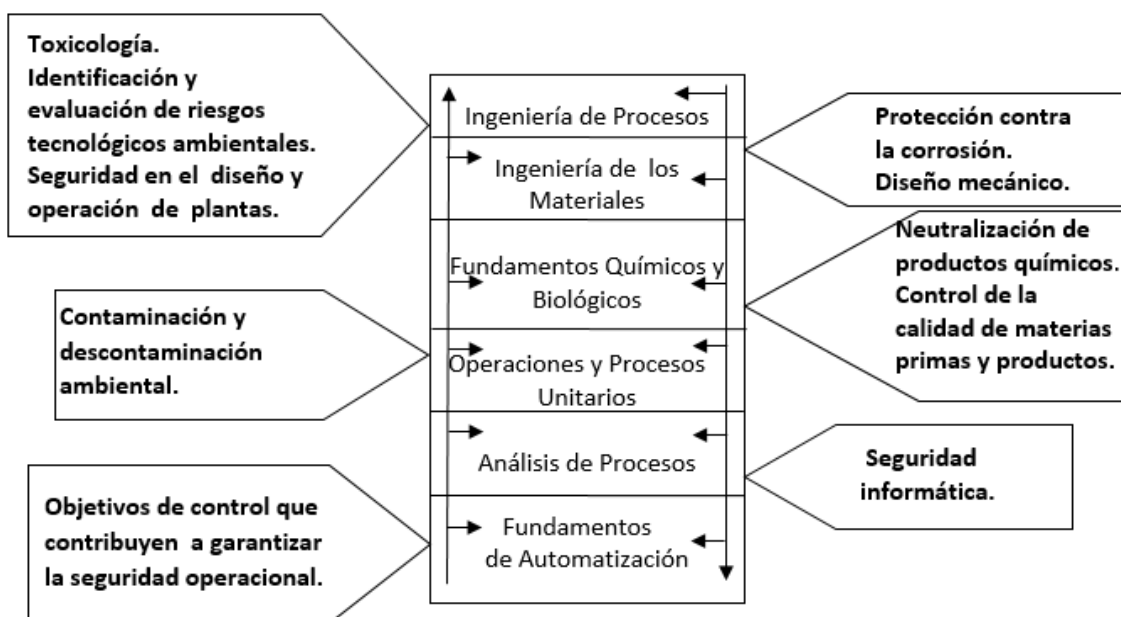 Toxicología.
Identificación y
evaluación de riesgos
tecnológicos ambientales.
Seguridad en el diseño y
operación de plantas.
Contaminación y
descontaminación
ambiental.
Objetivos de control que
contribuyen a garantizar
la seguridad operacional.
Ingeniería de Procesos
Ingeniería de los
Materiales
Fundamentos Químicos y
Biológicos
Operaciones y Procesos
Unitarios
Análisis de Procesos
Fundamentos
de Automatización
Protección contra
la corrosión.
Diseño mecánico.
Neutralización de
productos químicos.
Control de la
calidad de materias
primas y productos.
Seguridad
informática.